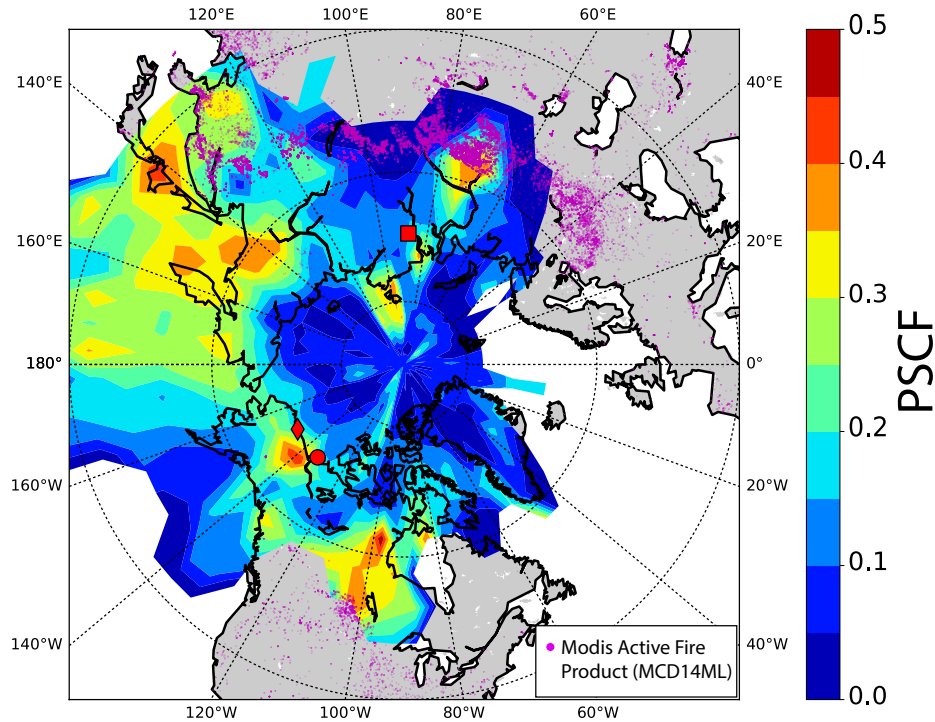 120°E 100°E 80°E 60°E
140°E 40°E
160°E 20°E
180° 0°
160°W 20°W
140°W 40°W
120°W 100°W 80°W 60°W
Modis Active Fire
Product (MCD14ML)
0.5
0.4
0.3
0.2
0.1
0.0
PSCF